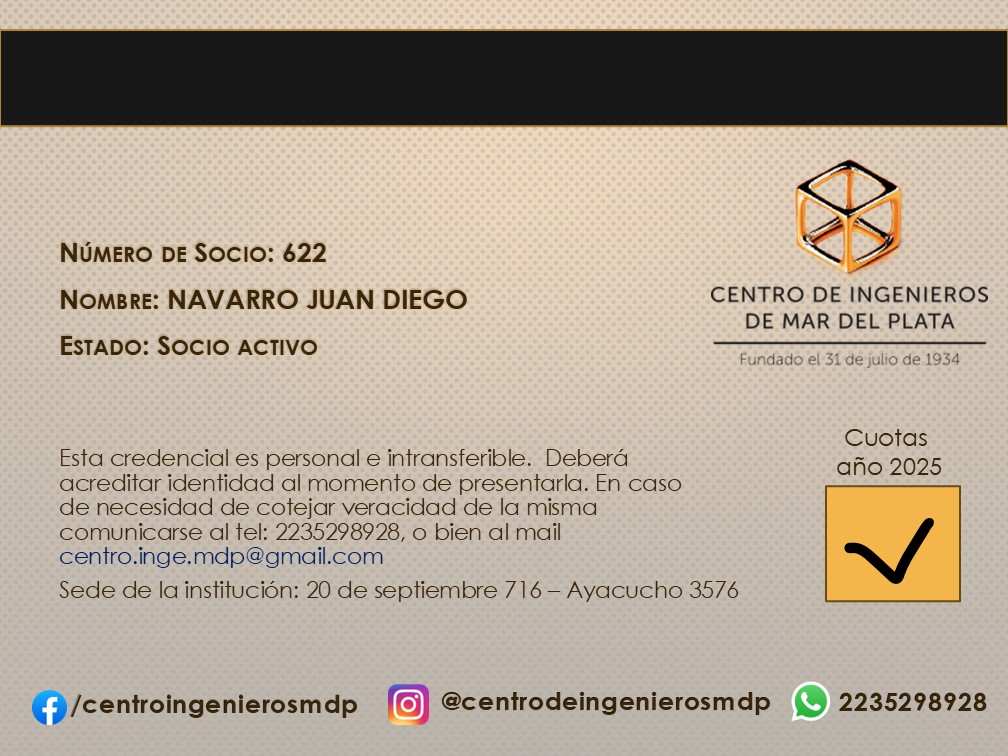 Número de Socio: 622
Nombre: NAVARRO JUAN DIEGO
Estado: Socio activo
CENTRO DE INGENIEROS
DE MAR DEL PLATA
Fundado el 31 de julio de 1934
Cuotas
año 2025
Esta credencial es personal e intransferible.  Deberá
acreditar identidad al momento de presentarla. En caso
de necesidad de cotejar veracidad de la misma
comunicarse al tel: 2235298928, o bien al mail
centro.inge.mdp@gmail.com
Sede de la institución: 20 de septiembre 716 – Ayacucho 3576
/centroingenierosmdp
@centrodeingenierosmdp
2235298928